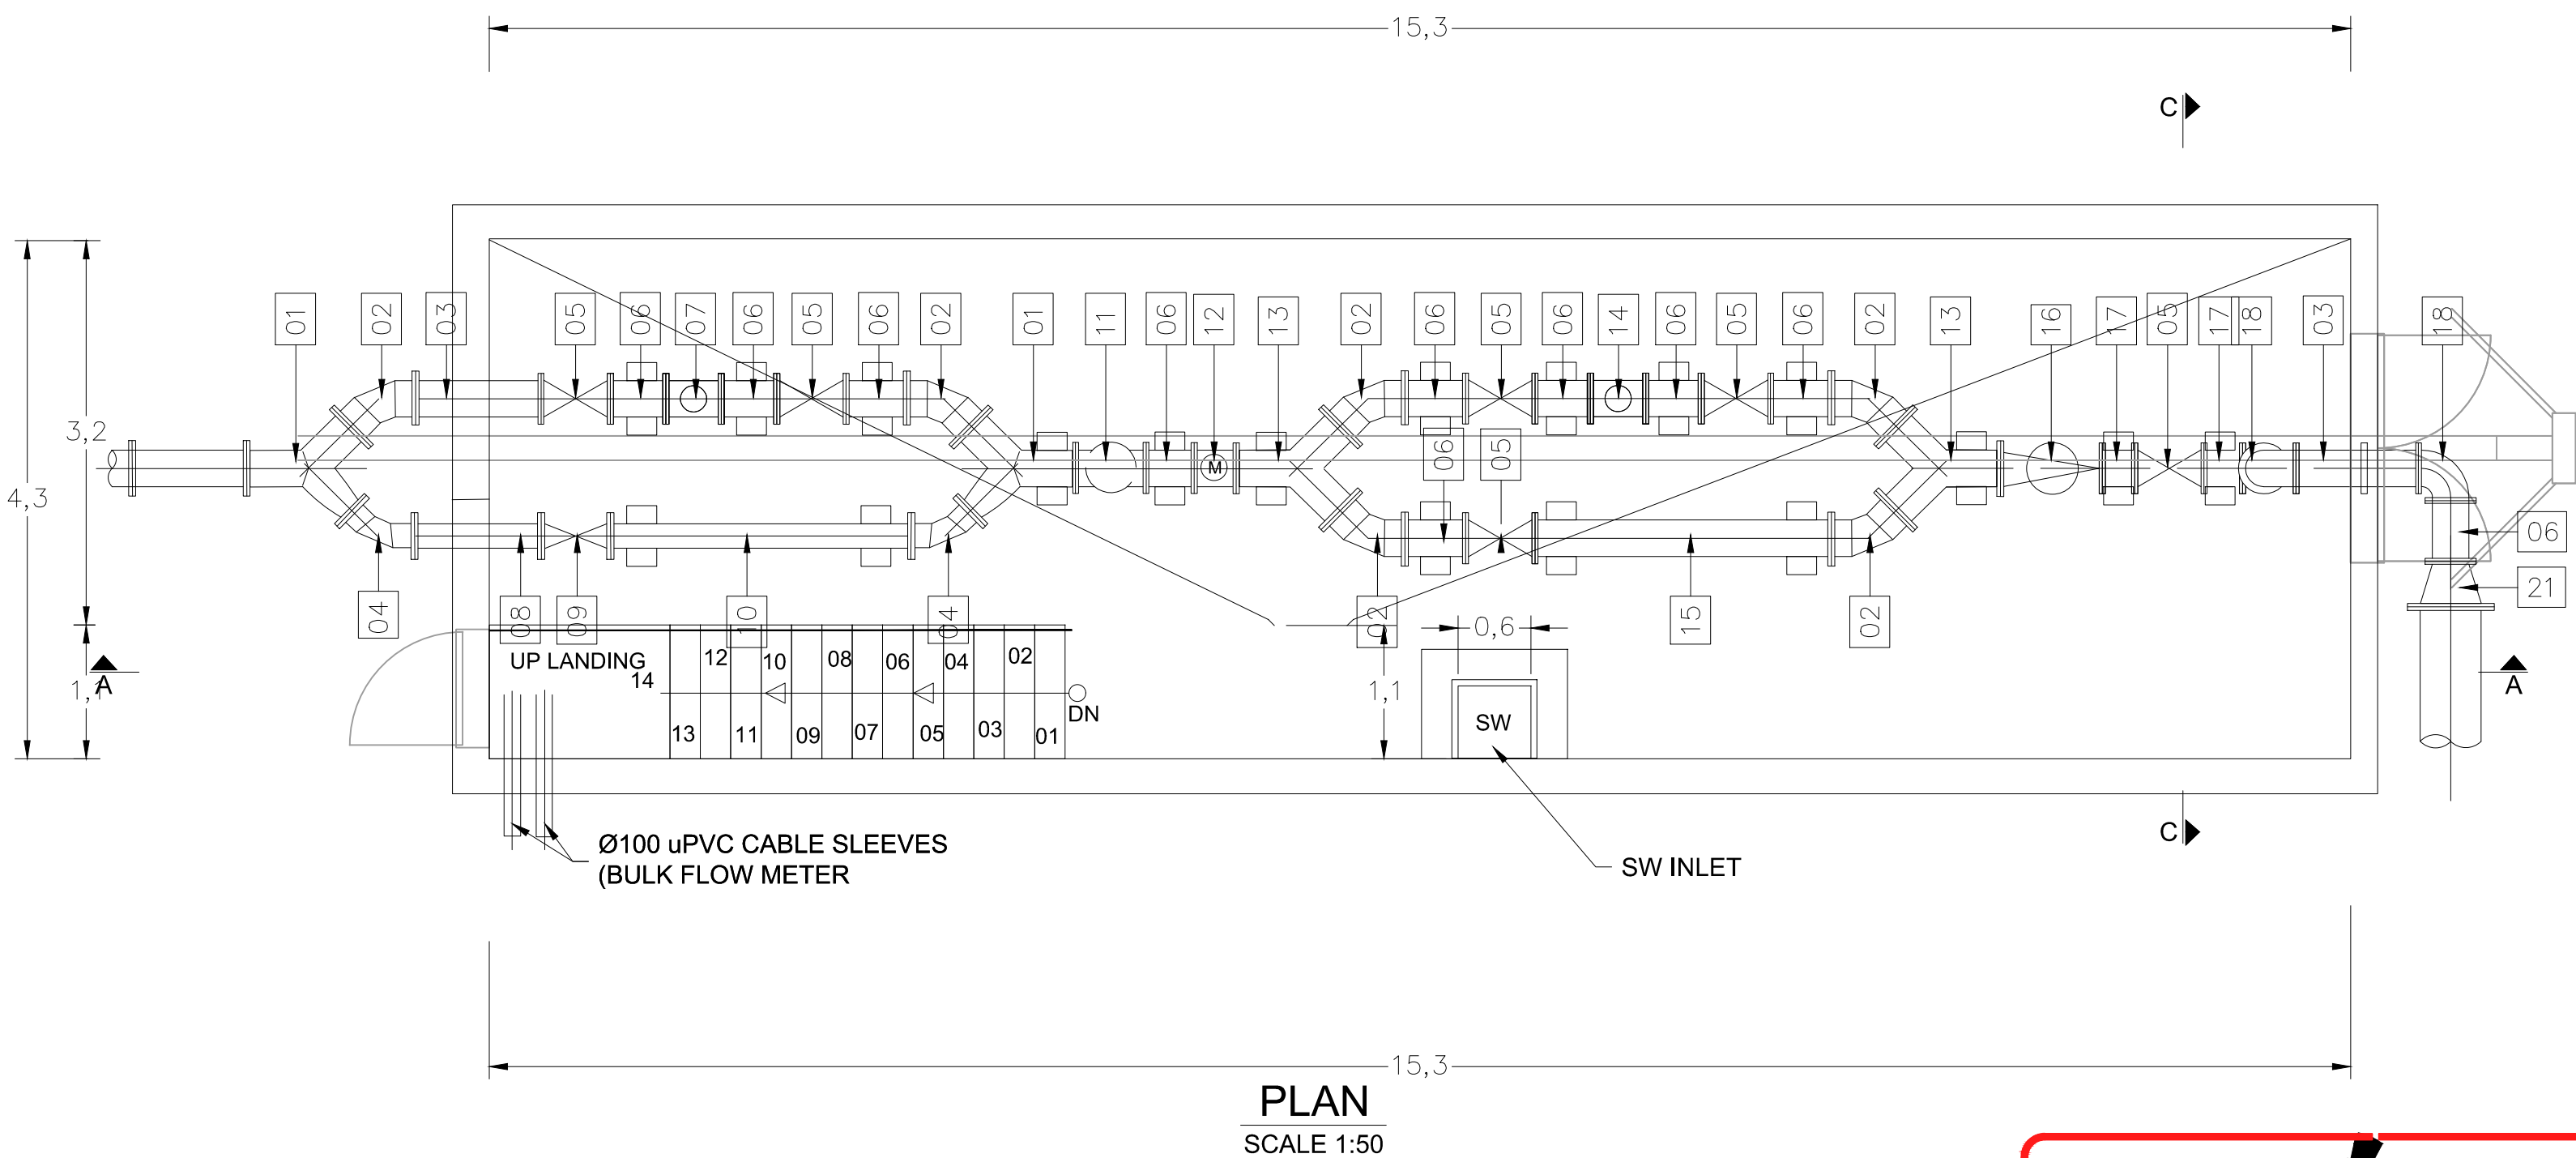 15,3
C
01 02 03 05 06 07 06 05 06 02 01 11 06 12 13 02 06 05 06 14 06 05 06 02 13 16 17 05 17 18 03 18
3,2
4,3
M
06 05
06
21
04 08 09 10 04 02 15 02
0,6
UP LANDING
14
12 10 08 06 04 02
13 11 09 07 05 03 01
DN
1,1
A
1,1
SW
A
Ø100 uPVC CABLE SLEEVES
(BULK FLOW METER
SW INLET
C
15,3
PLAN
SCALE 1:50